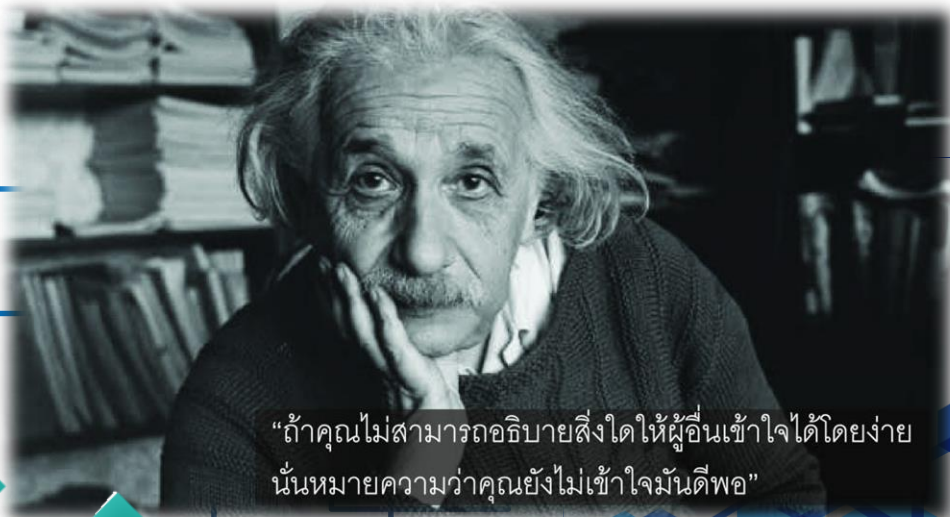 “ถ้าคุณไม่สามารถอธิบายสิ่งใดให้ผู้อื่นเข้าใจได้โดยง่าย
นั่นหมายความว่าคุณยังไม่เข้าใจมันดีพอ”